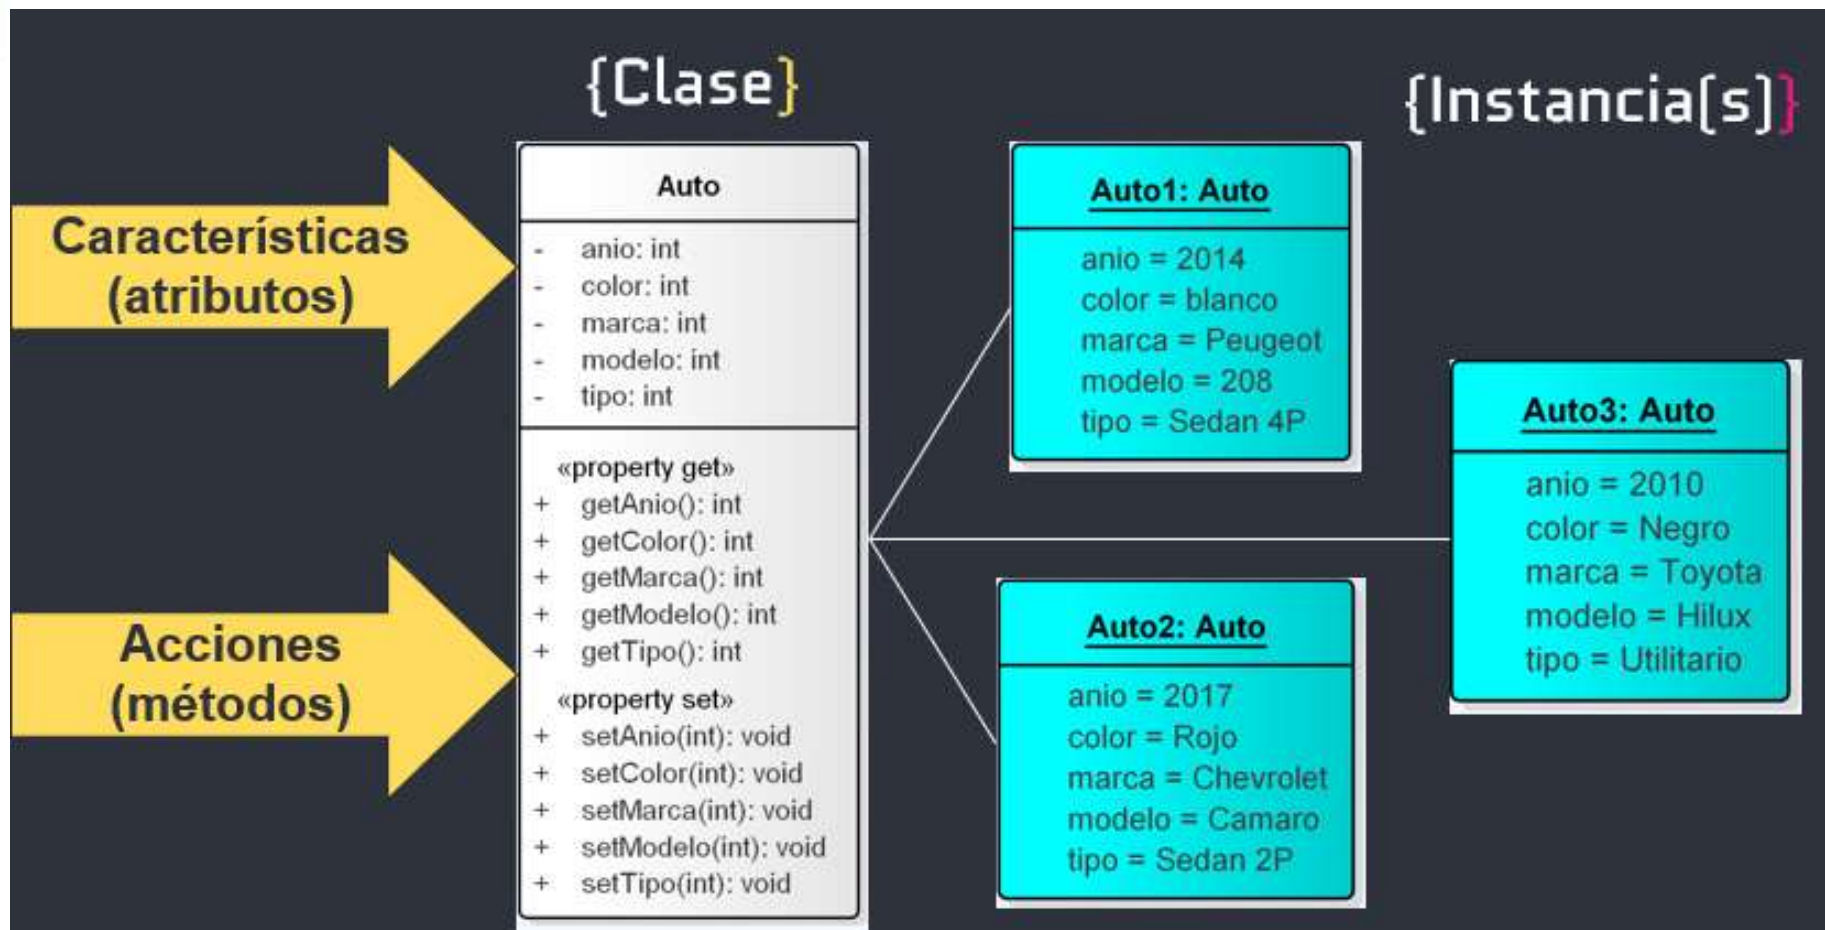 {Clase}
{Instancia(s)}
Características
(atributos)
Acciones
(métodos)
Auto
- anio: int
- color: int
- marca: int
- modelo: int
- tipo: int
«property get»
+ getAnio(): int
+ getColor(): int
+ getMarca(): int
+ getModelo(): int
+ getTipo(): int
«property set»
+ setAnio(int): void
+ setColor(int): void
+ setMarca(int): void
+ setModelo(int): void
+ setTipo(int): void
Auto1: Auto
anio = 2014
color = blanco
marca = Peugeot
modelo = 208
tipo = Sedan 4P
Auto2: Auto
anio = 2017
color = Rojo
marca = Chevrolet
modelo = Camaro
tipo = Sedan 2P
Auto3: Auto
anio = 2010
color = Negro
marca = Toyota
modelo = Hilux
tipo = Utilitario